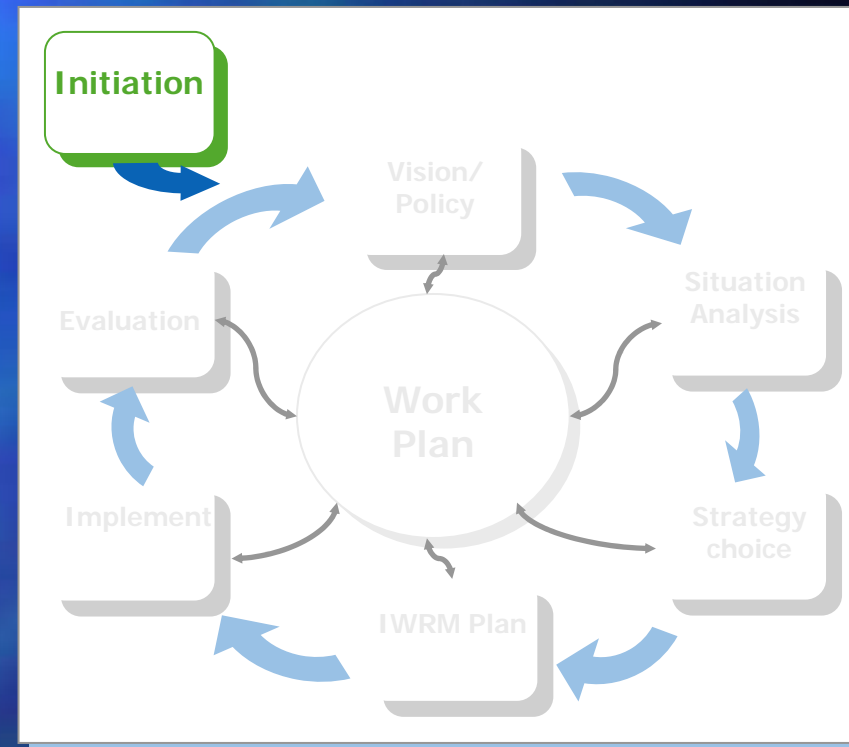 Initiation
Vision/
Policy
Situation
Analysis
Evaluation
Work
Plan
Implement
Strategy
choice
IWRM Plan